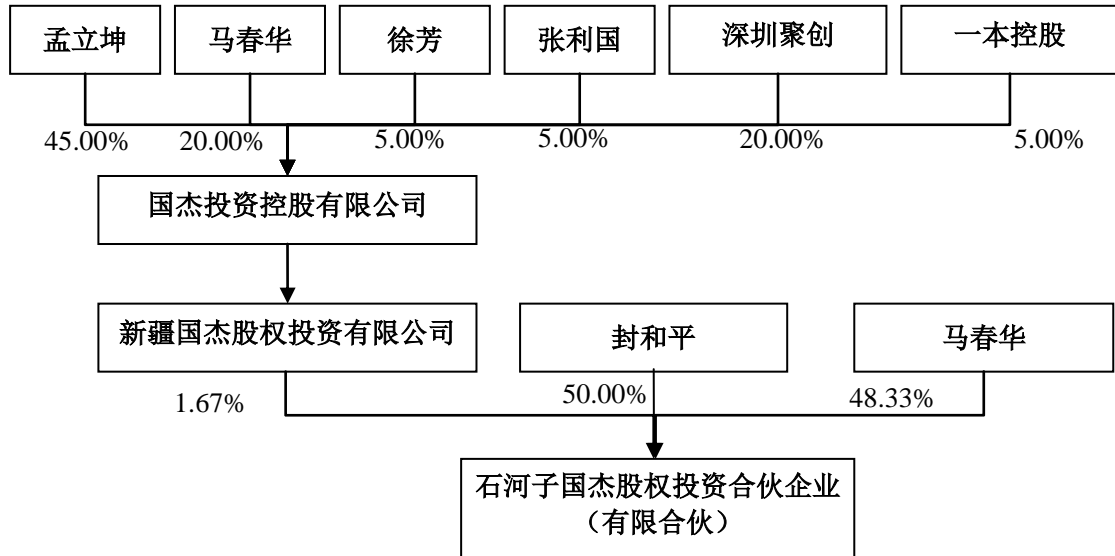 孟立坤
马春华
徐芳
张利国
深圳聚创
一本控股
45.00%
20.00%
5.00%
5.00%
20.00%
5.00%
国杰投资控股有限公司
新疆国杰股权投资有限公司
封和平
马春华
1.67%
50.00%
48.33%
石河子国杰股权投资合伙企业
（有限合伙）